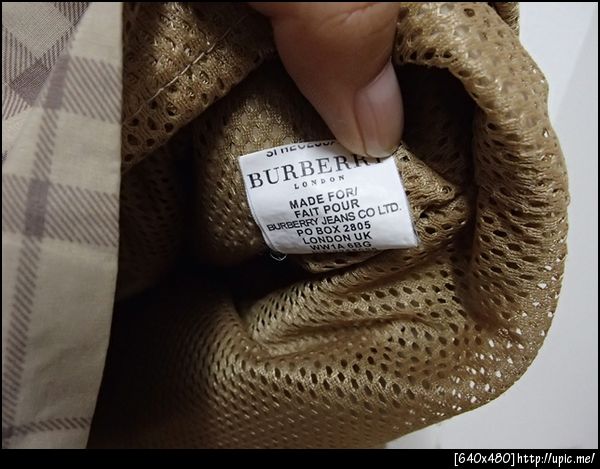 BURBERRY
LONDON
MADE FOR/
FAIT POUR
BURBERRY JEANS CO LTD.
PO BOX 2805
LONDON UK
WW1A 6BG
[640x480]http://upic.me/